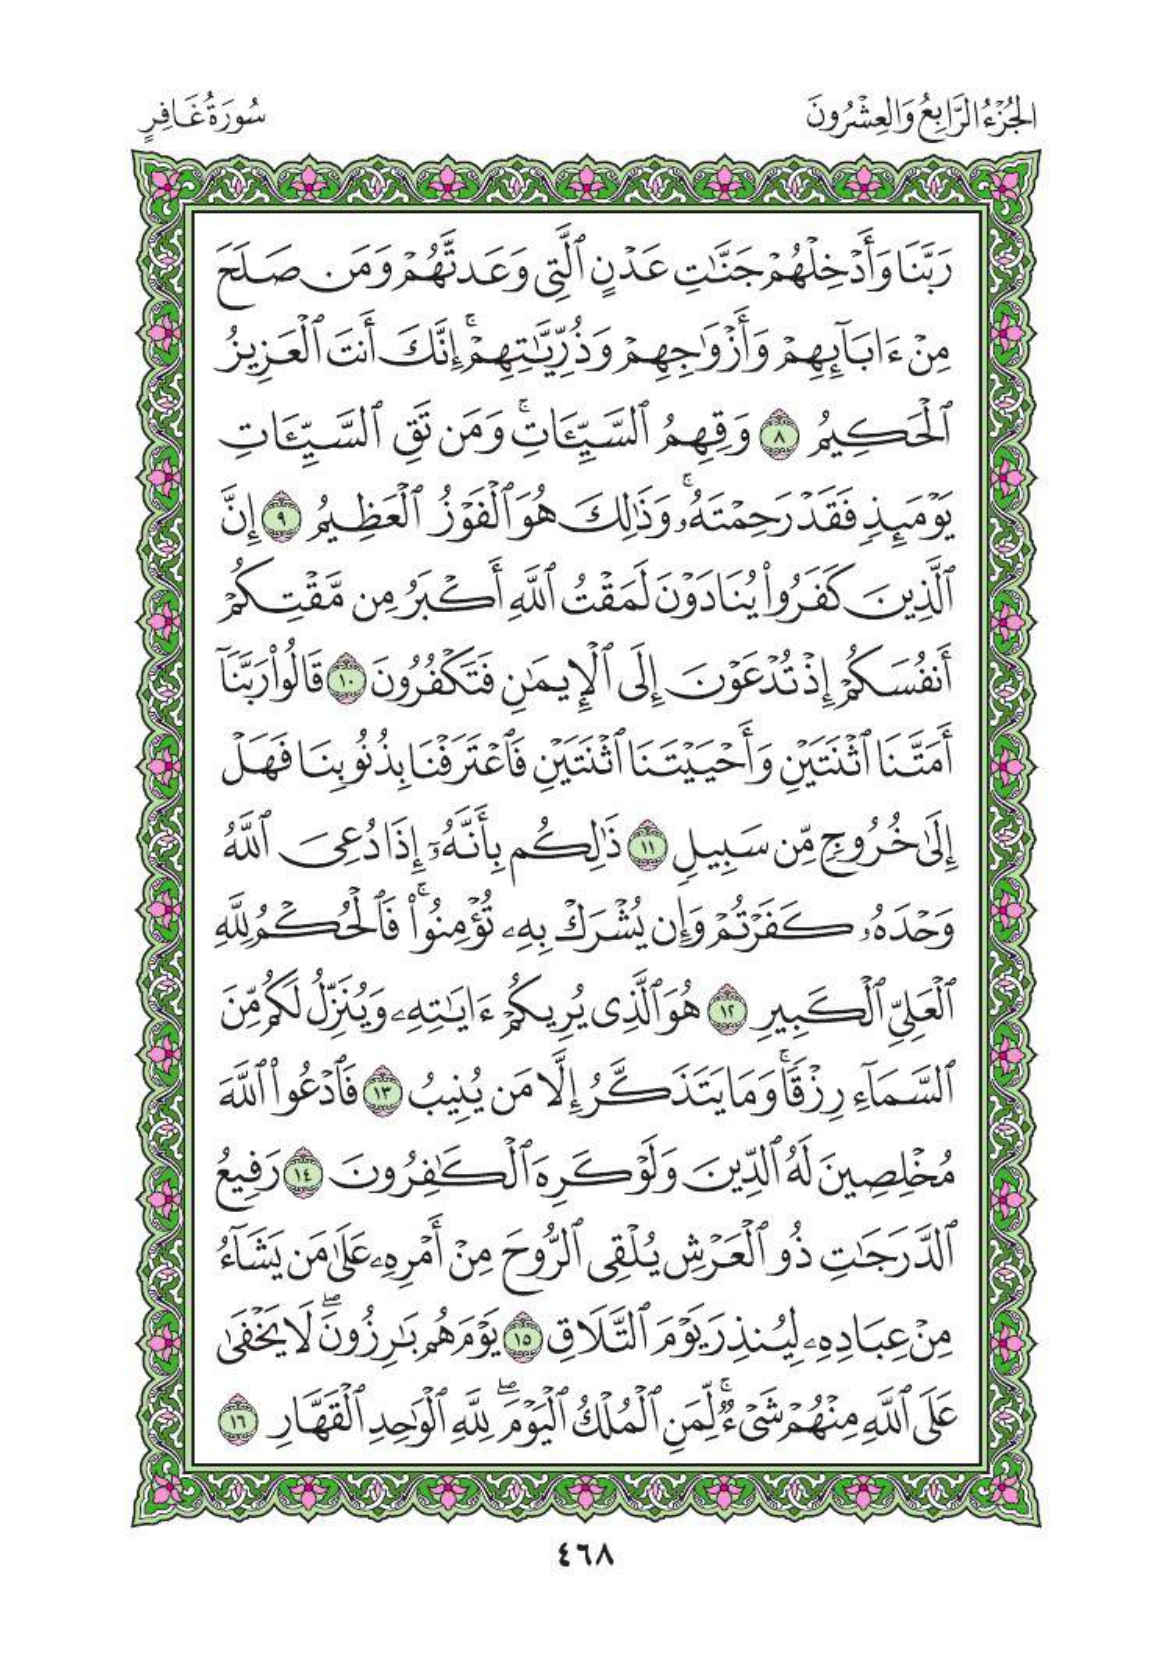 الجُزْءُ الرَّابِعُ وَالعِشْرُونَ
سُورَةُ غَافِرٍ
رَبَّنَا وَأَدْخِلْهُمْ جَنَّٰتِ عَدْنٍ ٱلَّتِى وَعَدتَّهُمْ وَمَن صَلَحَ
مِنْ ءَابَآئِهِمْ وَأَزْوَٰجِهِمْ وَذُرِّيَّٰتِهِمْۚ إِنَّكَ أَنتَ ٱلْعَزِيزُ
ٱلْحَكِيمُ ٨ وَقِهِمُ ٱلسَّيِّـَٔاتِۚ وَمَن تَقِ ٱلسَّيِّـَٔاتِ
يَوْمَئِذٍ فَقَدْ رَحِمْتَهُۥۚ وَذَٰلِكَ هُوَ ٱلْفَوْزُ ٱلْعَظِيمُ ٩ إِنَّ
ٱلَّذِينَ كَفَرُوا۟ يُنَادَوْنَ لَمَقْتُ ٱللَّهِ أَكْبَرُ مِن مَّقْتِكُمْ
أَنفُسَكُمْ إِذْ تُدْعَوْنَ إِلَى ٱلْإِيمَٰنِ فَتَكْفُرُونَ ١٠ قَالُوا۟ رَبَّنَآ
أَمَتَّنَا ٱثْنَتَيْنِ وَأَحْيَيْتَنَا ٱثْنَتَيْنِ فَٱعْتَرَفْنَا بِذُنُوبِنَا فَهَلْ
إِلَىٰ خُرُوجٍ مِّن سَبِيلٍ ١١ ذَٰلِكُم بِأَنَّهُۥٓ إِذَا دُعِىَ ٱللَّهُ
وَحْدَهُۥ كَفَرْتُمْ وَإِن يُشْرَكْ بِهِۦ تُؤْمِنُوا۟ۚ فَٱلْحُكْمُ لِلَّهِ
ٱلْعَلِىِّ ٱلْكَبِيرِ ١٢ هُوَ ٱلَّذِى يُرِيكُمْ ءَايَٰتِهِۦ وَيُنَزِّلُ لَكُم مِّنَ
ٱلسَّمَآءِ رِزْقًاۚ وَمَا يَتَذَكَّرُ إِلَّا مَن يُنِيبُ ١٣ فَٱدْعُوا۟ ٱللَّهَ
مُخْلِصِينَ لَهُ ٱلدِّينَ وَلَوْ كَرِهَ ٱلْكَٰفِرُونَ ١٤ رَفِيعُ
ٱلدَّرَجَٰتِ ذُو ٱلْعَرْشِ يُلْقِى ٱلرُّوحَ مِنْ أَمْرِهِۦ عَلَىٰ مَن يَشَآءُ
مِنْ عِبَادِهِۦ لِيُنذِرَ يَوْمَ ٱلتَّلَاقِ ١٥ يَوْمَ هُم بَٰرِزُونَۖ لَا يَخْفَىٰ
عَلَى ٱللَّهِ مِنْهُمْ شَىْءٌۚ لِّمَنِ ٱلْمُلْكُ ٱلْيَوْمَۖ لِلَّهِ ٱلْوَٰحِدِ ٱلْقَهَّارِ ١٦
٤٦٨